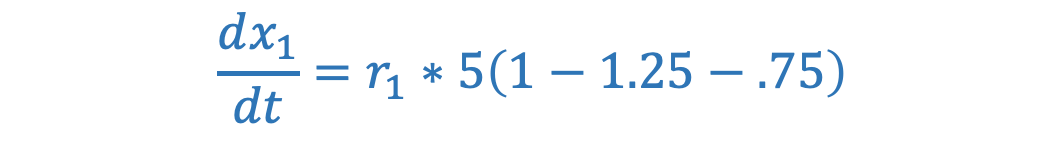 dx₁/dt = r₁ * 5(1 − 1.25 − .75)